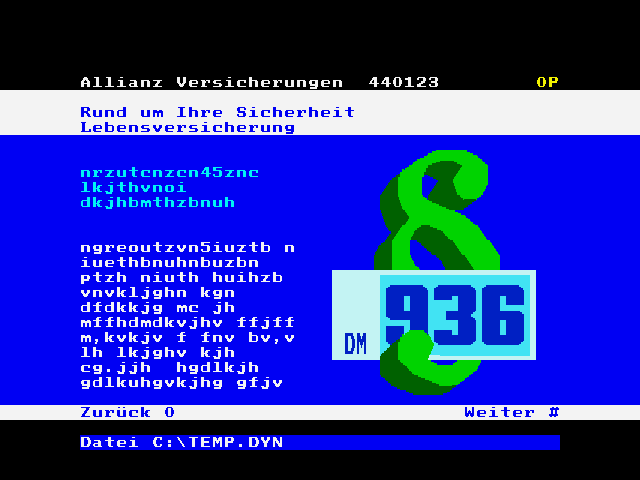 Allianz Versicherungen 440123 0P
Rund um Ihre Sicherheit
Lebensversicherung
nrzutcnzcn45znc
lkjthvnoi
dkjhbmthzbnuh
ngreoutzvn5iuztb n
iuethbnuhnbuzbn
ptzh niuth huihzb
vnvkljghn kgn
dfdkkjg mc jh
mffhdmdkvjhv ffjff
m,kvkjv f fnv bv,v
lh lkjghv kjh
cg.jjh hgdlkjh
gdlkuhgvkjhg gfjv
§
DM 936
Zurück 0 Weiter #
Datei C:\TEMP.DYN